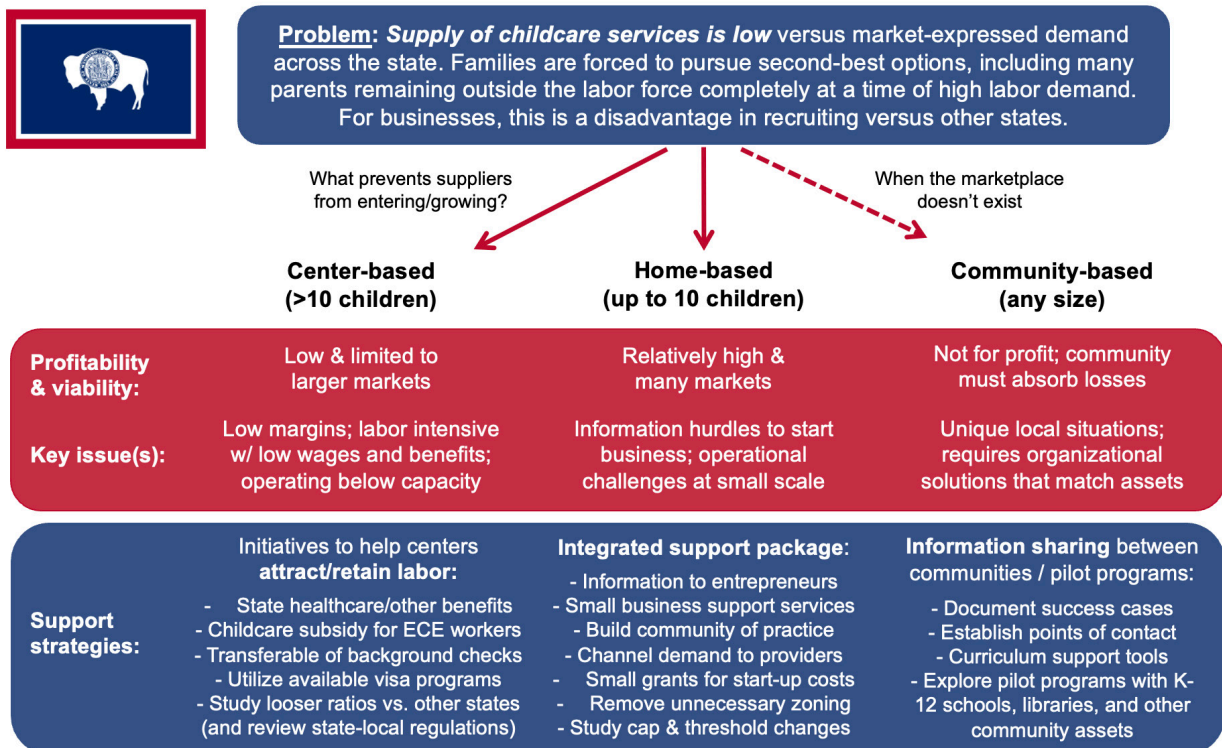 Problem: Supply of childcare services is low versus market-expressed demand
across the state. Families are forced to pursue second-best options, including many
parents remaining outside the labor force completely at a time of high labor demand.
For businesses, this is a disadvantage in recruiting versus other states.
What prevents suppliers
from entering/growing?
When the marketplace
doesn't exist
Center-based
(>10 children)
Home-based
(up to 10 children)
Community-based
(any size)
Profitability
& viability:
Low & limited to
larger markets
Relatively high &
many markets
Not for profit; community
must absorb losses
Key issue(s):
Low margins; labor intensive
w/ low wages and benefits;
operating below capacity
Information hurdles to start
business; operational
challenges at small scale
Unique local situations;
requires organizational
solutions that match assets
Support
strategies:
Initiatives to help centers
attract/retain labor:
- State healthcare/other benefits
- Childcare subsidy for ECE workers
- Transferable of background checks
- Utilize available visa programs
- Study looser ratios vs. other states
(and review state-local regulations)
Integrated support package:
- Information to entrepreneurs
- Small business support services
- Build community of practice
- Channel demand to providers
- Small grants for start-up costs
- Remove unnecessary zoning
- Study cap & threshold changes
Information sharing between
communities / pilot programs:
- Document success cases
- Establish points of contact
- Curriculum support tools
- Explore pilot programs with K-
12 schools, libraries, and other
community assets